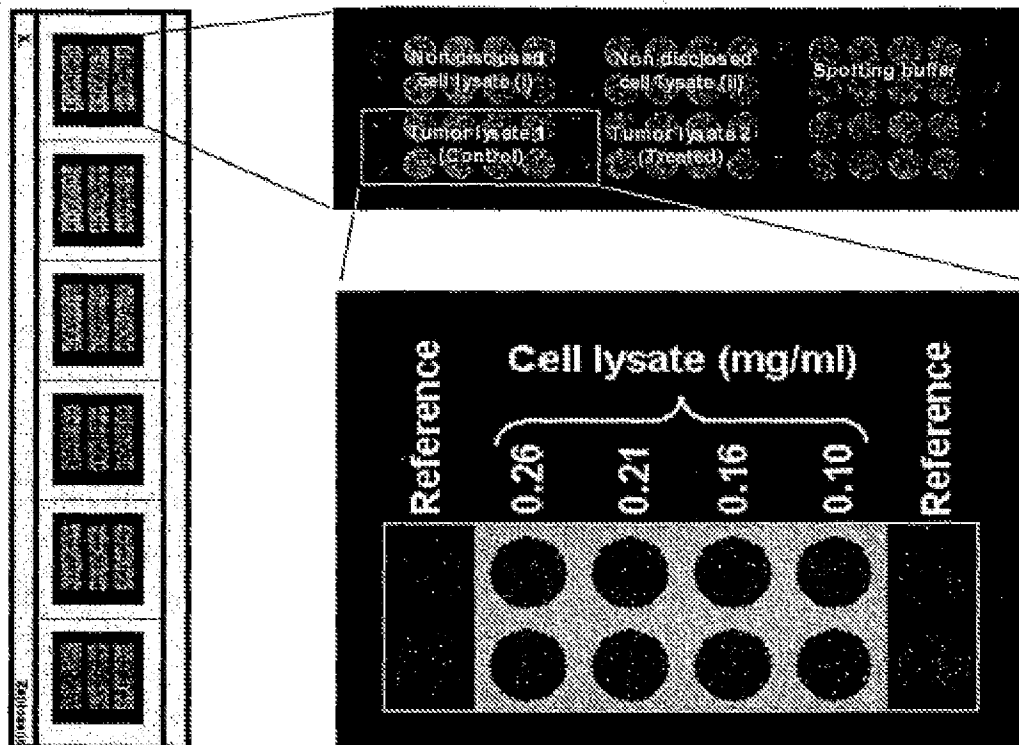 Non disclosed
cell lysate (i)
Non disclosed
cell lysate (ii)
Spotting buffer
Tumor lysate 1
(Control)
Tumor lysate 2
(Treated)
Cell lysate (mg/ml)
Reference
0.26
0.21
0.16
0.10
Reference